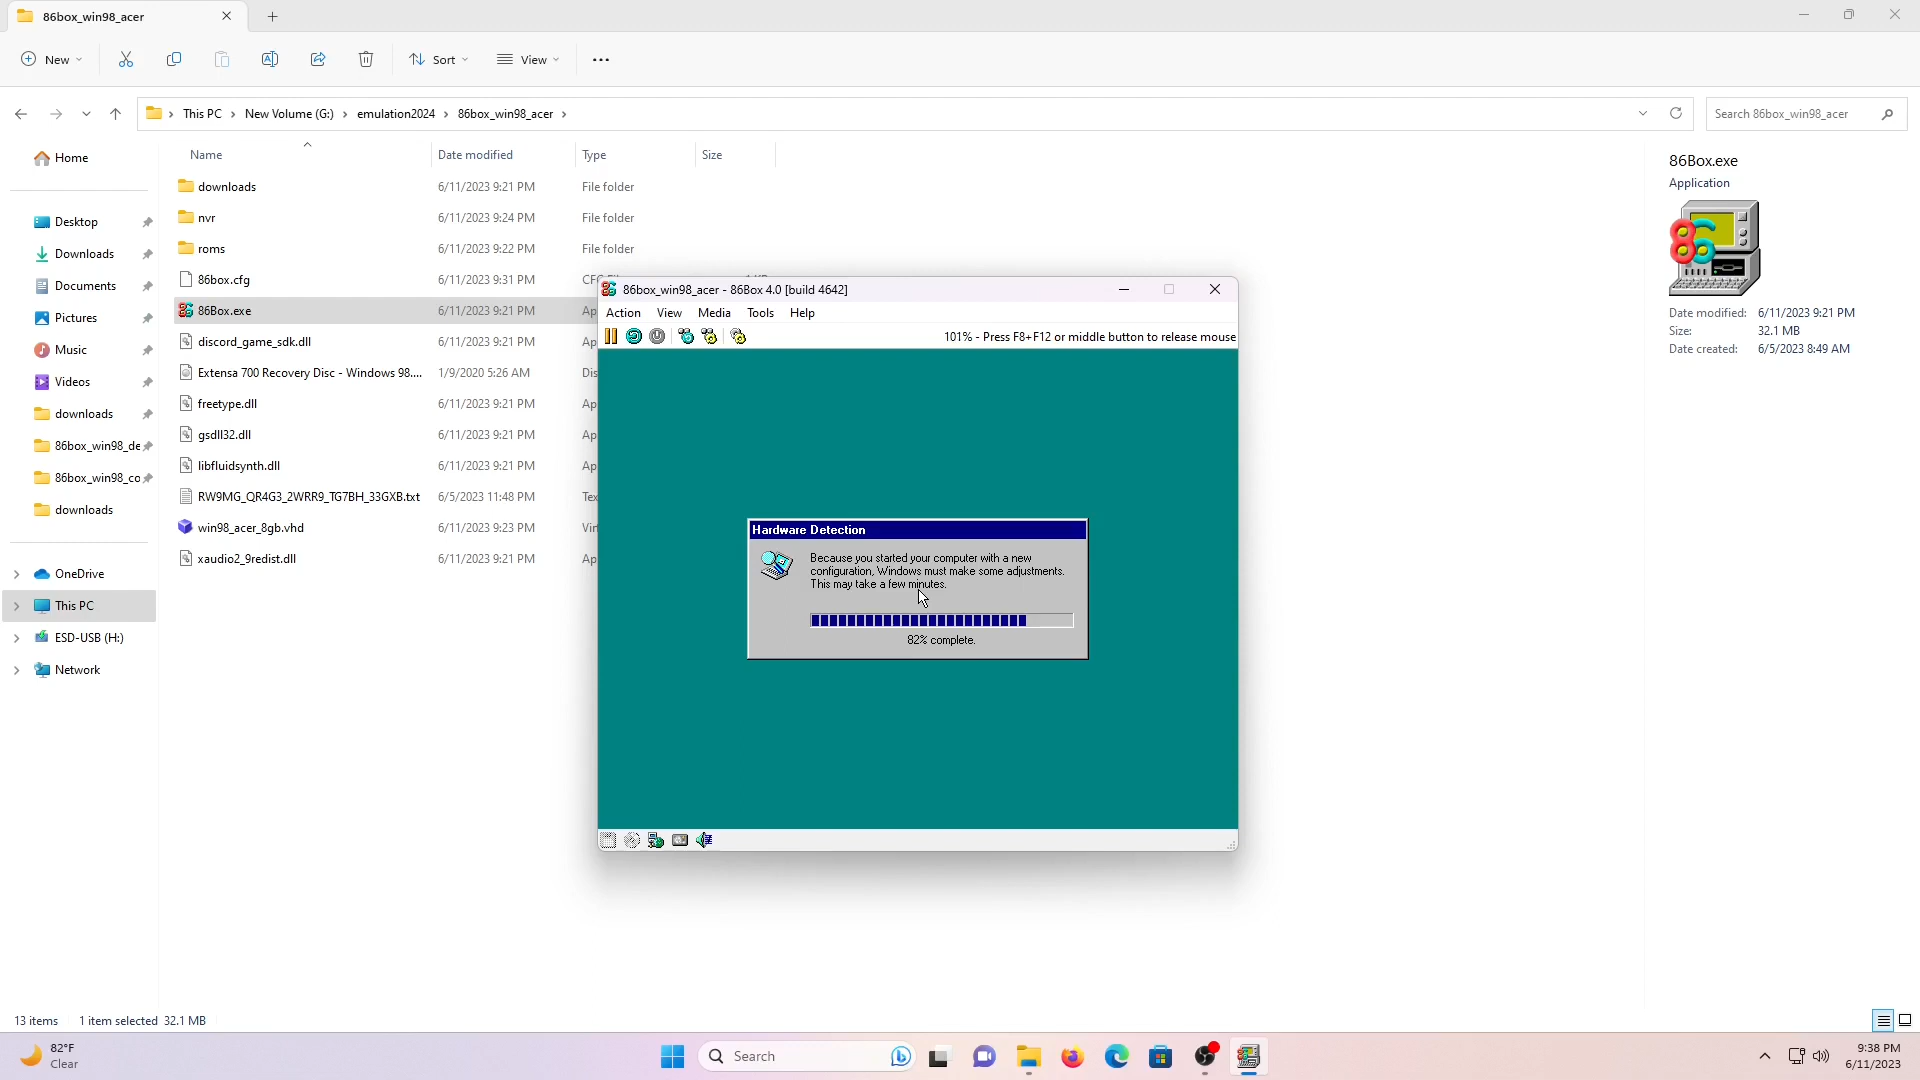 86box_win98_acer
New
Sort
View
This PC
New Volume (G:)
emulation2024
86box_win98_acer
Search 86box_win98_acer
Home
Desktop
Downloads
Documents
Pictures
Music
Videos
downloads
86box_win98_de
86box_win98_co
downloads
OneDrive
This PC
ESD-USB (H:)
Network
Name Date modified Type Size
downloads 6/11/2023 9:21 PM File folder
nvr 6/11/2023 9:24 PM File folder
roms 6/11/2023 9:22 PM File folder
86box.cfg 6/11/2023 9:31 PM
86Box.exe 6/11/2023 9:21 PM Ap
discord_game_sdk.dll 6/11/2023 9:21 PM Ap
Extensa 700 Recovery Disc - Windows 98.... 1/9/2020 5:26 AM Dis
freetype.dll 6/11/2023 9:21 PM Ap
gsdll32.dll 6/11/2023 9:21 PM Ap
libfluidsynth.dll 6/11/2023 9:21 PM Ap
RW9MG_QR4G3_2WRR9_TG7BH_33GXB.txt 6/5/2023 11:48 PM Tex
win98_acer_8gb.vhd 6/11/2023 9:23 PM Vir
xaudio2_9redist.dll 6/11/2023 9:21 PM Ap
86box_win98_acer - 86Box 4.0 [build 4642]
Action View Media Tools Help
101% - Press F8+F12 or middle button to release mouse
Hardware Detection
Because you started your computer with a new
configuration, Windows must make some adjustments.
This may take a few minutes.
82% complete.
86Box.exe
Application
86
Date modified: 6/11/2023 9:21 PM
Size: 32.1 MB
Date created: 6/5/2023 8:49 AM
13 items 1 item selected 32.1 MB
82°F
Clear
Search
9:38 PM
6/11/2023